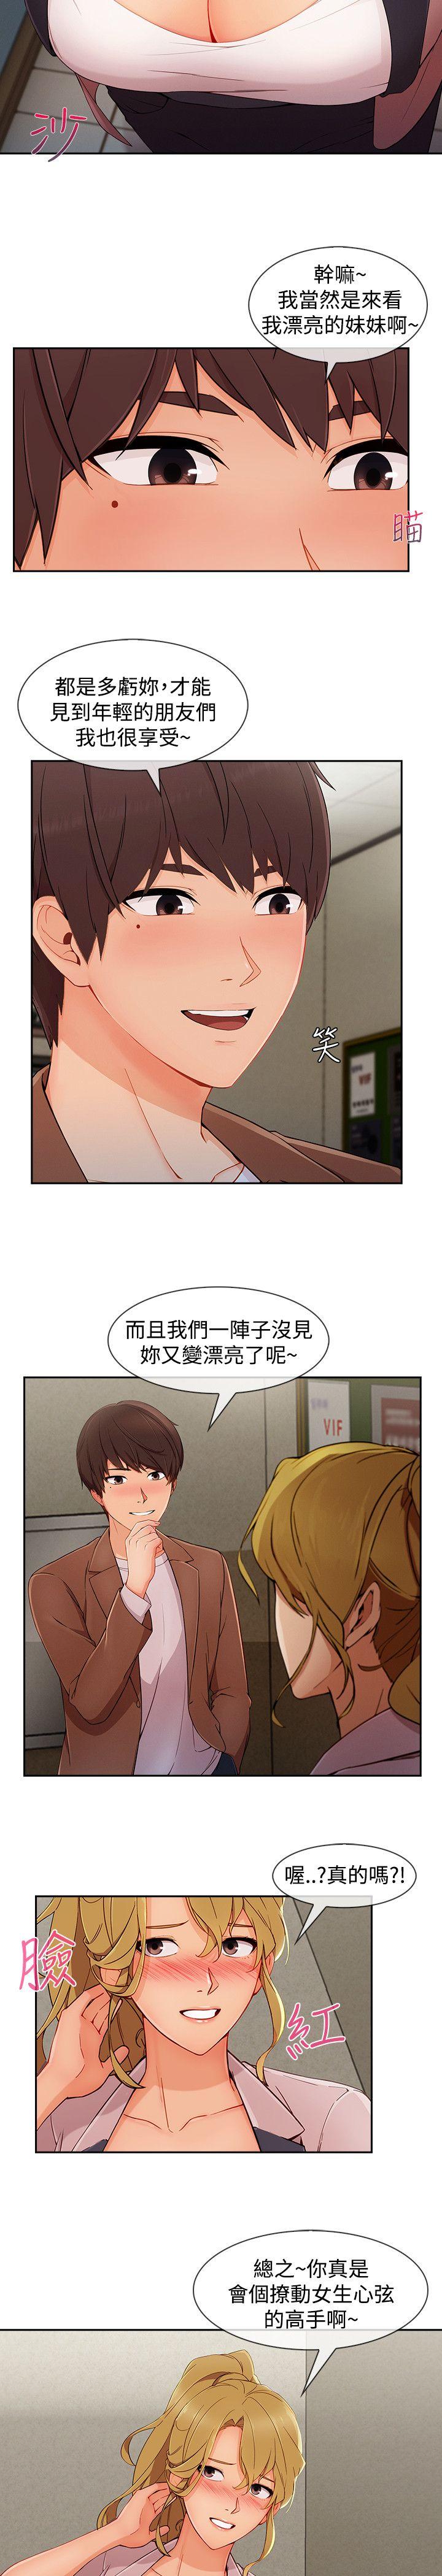 沙
幹嘛~
我當然是來看
我漂亮的妹妹啊~
瞄
都是多虧妳,才能
見到年輕的朋友們
我也很享受~
笑
VIF
而且我們一陣子沒見
妳又變漂亮了呢~
VIF
喔..?真的嗎?!
臉
紅
總之~你真是
會個撩動女生心弦
的高手啊~